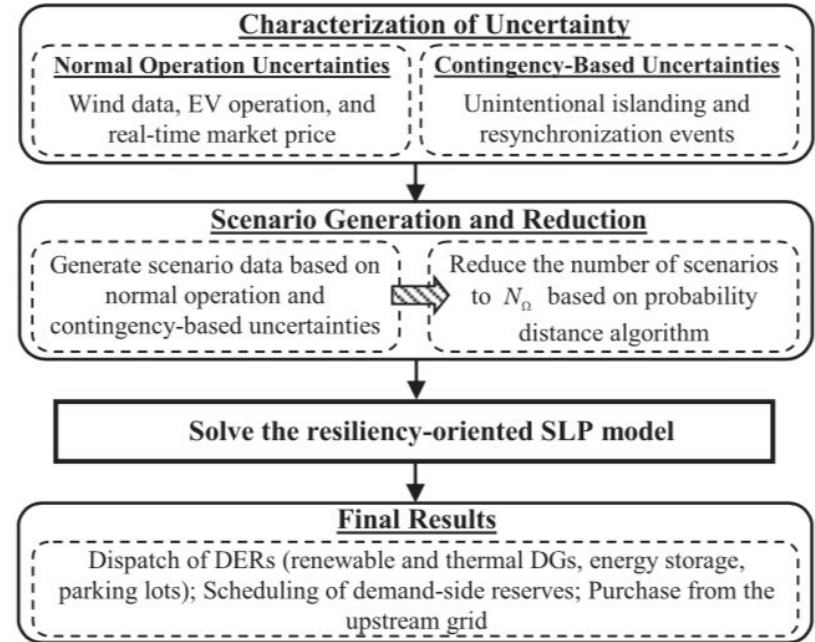 Characterization of Uncertainty
Normal Operation Uncertainties
Wind data, EV operation, and
real-time market price
Contingency-Based Uncertainties
Unintentional islanding and
resynchronization events
Scenario Generation and Reduction
Generate scenario data based on
normal operation and
contingency-based uncertainties
Reduce the number of scenarios
to N_Ω based on probability
distance algorithm
Solve the resiliency-oriented SLP model
Final Results
Dispatch of DERs (renewable and thermal DGs, energy storage,
parking lots); Scheduling of demand-side reserves; Purchase from the
upstream grid